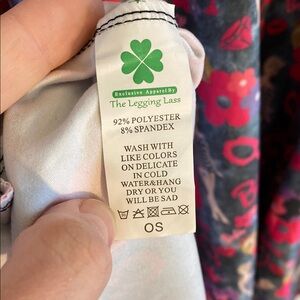 Exclusive Apparel By
The Legging Lass
92% POLYESTER
8% SPANDEX
WASH WITH
LIKE COLORS
ON DELICATE
IN COLD
WATER&HANG
DRY OR YOU
WILL BE SAD
OS